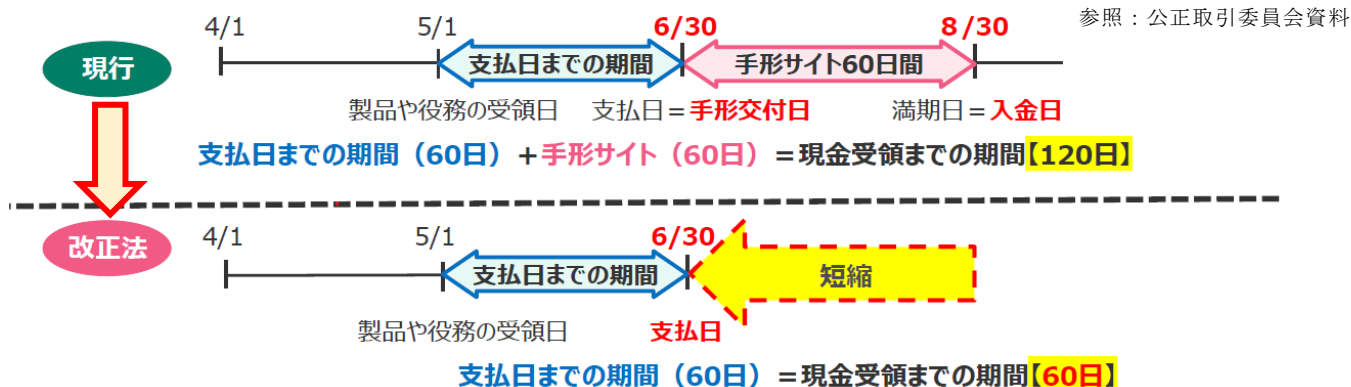 参照：公正取引委員会資料
4/1 5/1 6/30 8/30
現行 支払日までの期間 手形サイト60日間
製品や役務の受領日 支払日＝手形交付日 満期日＝入金日
支払日までの期間（60日）＋手形サイト（60日）＝現金受領までの期間【120日】
4/1 5/1 6/30
改正法 支払日までの期間 短縮
製品や役務の受領日 支払日
支払日までの期間（60日）＝現金受領までの期間【60日】